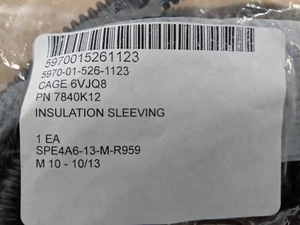 5970015261123
5970-01-526-1123
CAGE 6VJQ8
PN 7840K12
INSULATION SLEEVING
1 EA
SPE4A6-13-M-R959
M 10 - 10/13